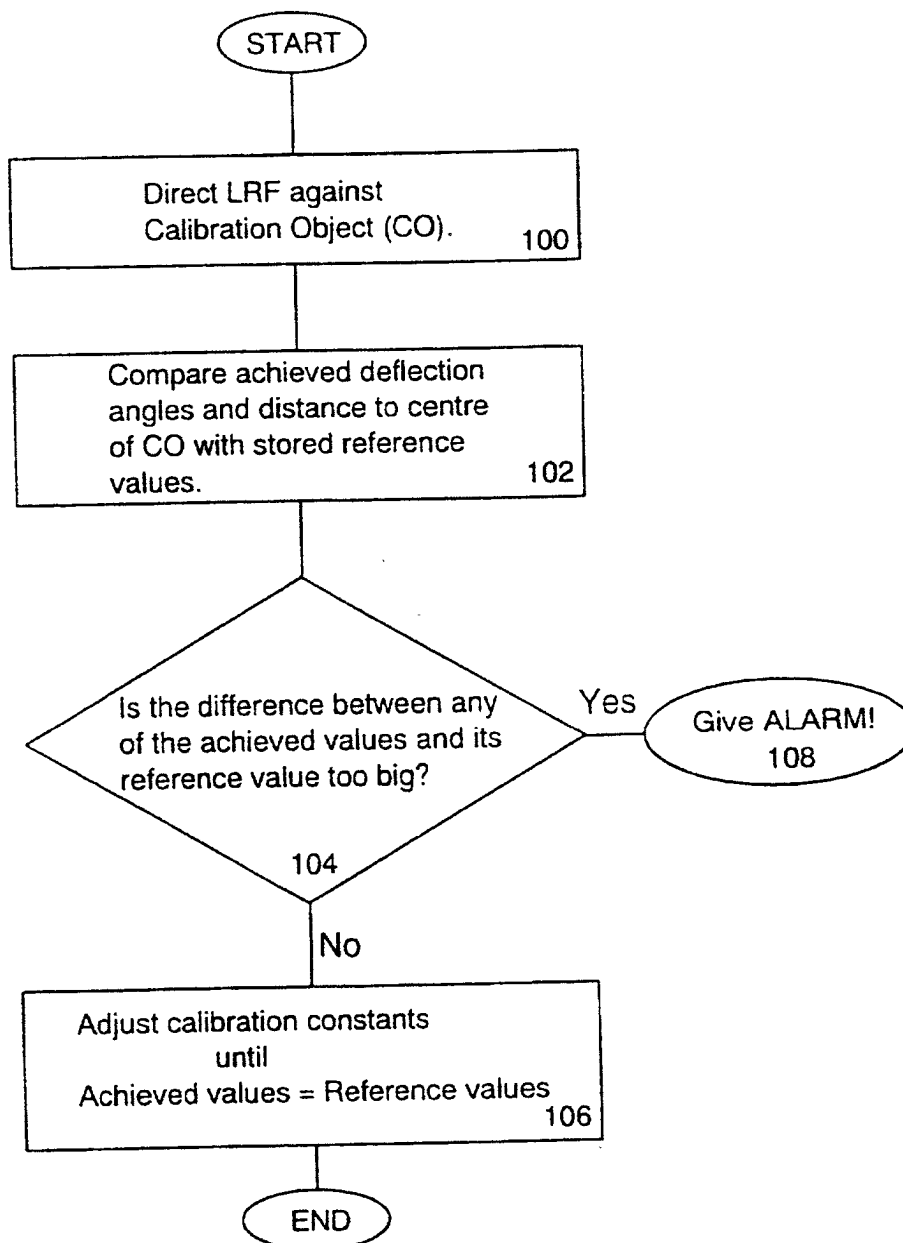 START
Direct LRF against
Calibration Object (CO).
100
Compare achieved deflection
angles and distance to centre
of CO with stored reference
values.
102
Is the difference between any
of the achieved values and its
reference value too big?
104
Yes
Give ALARM!
108
No
Adjust calibration constants
until
Achieved values = Reference values
106
END